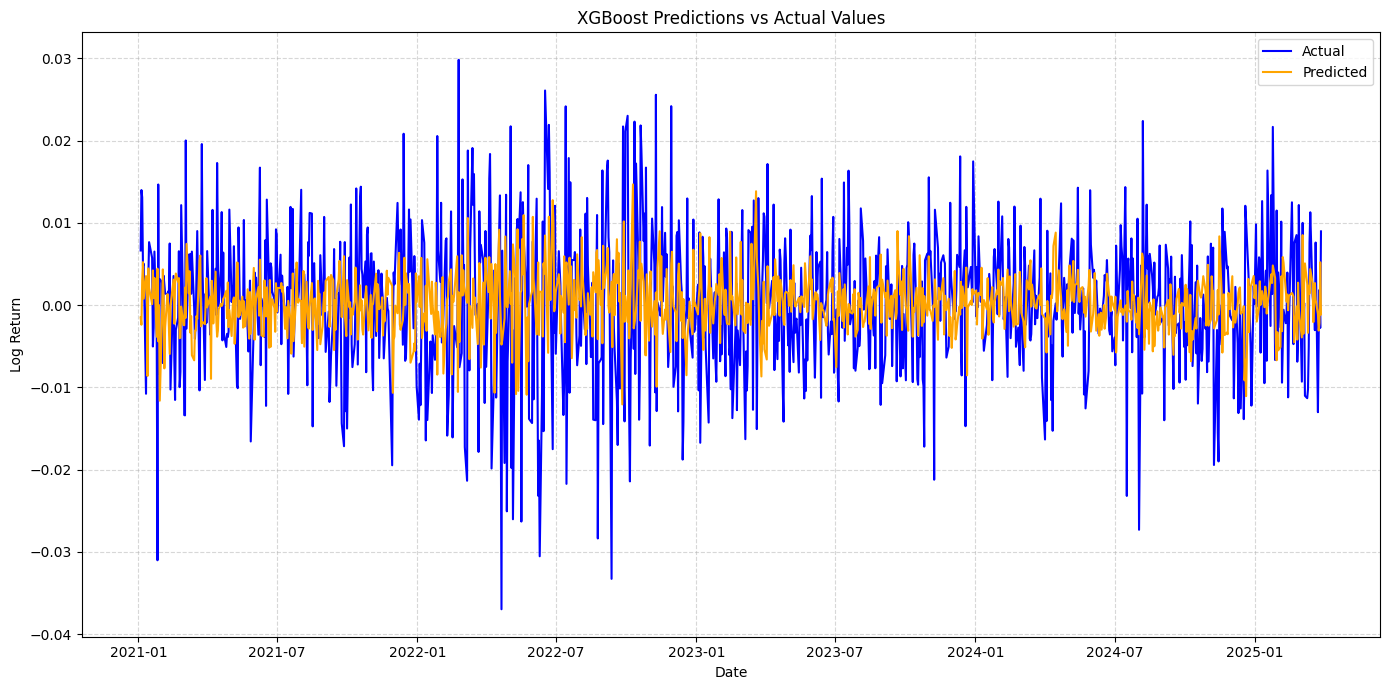 XGBoost Predictions vs Actual Values
Actual
Predicted
0.03
0.02
0.01
0.00
−0.01
−0.02
−0.03
−0.04
Log Return
2021-01 2021-07 2022-01 2022-07 2023-01 2023-07 2024-01 2024-07 2025-01
Date